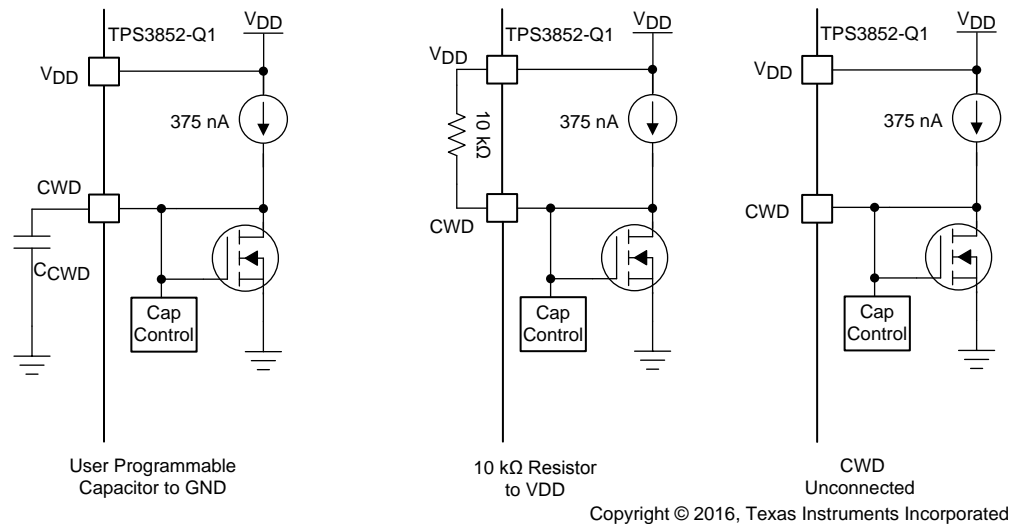 VDD
TPS3852-Q1
VDD
375 nA
CWD
CCWD
Cap
Control
User Programmable
Capacitor to GND
VDD
TPS3852-Q1
VDD
10 kΩ
375 nA
CWD
Cap
Control
10 kΩ Resistor
to VDD
VDD
TPS3852-Q1
VDD
375 nA
CWD
Cap
Control
CWD
Unconnected
Copyright © 2016, Texas Instruments Incorporated